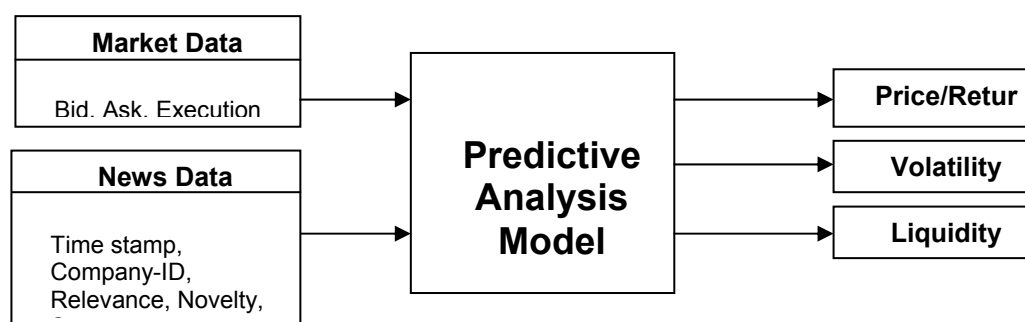 Market Data
Bid, Ask, Execution
News Data
Time stamp,
Company-ID,
Relevance, Novelty,
Predictive
Analysis
Model
Price/Retur
Volatility
Liquidity